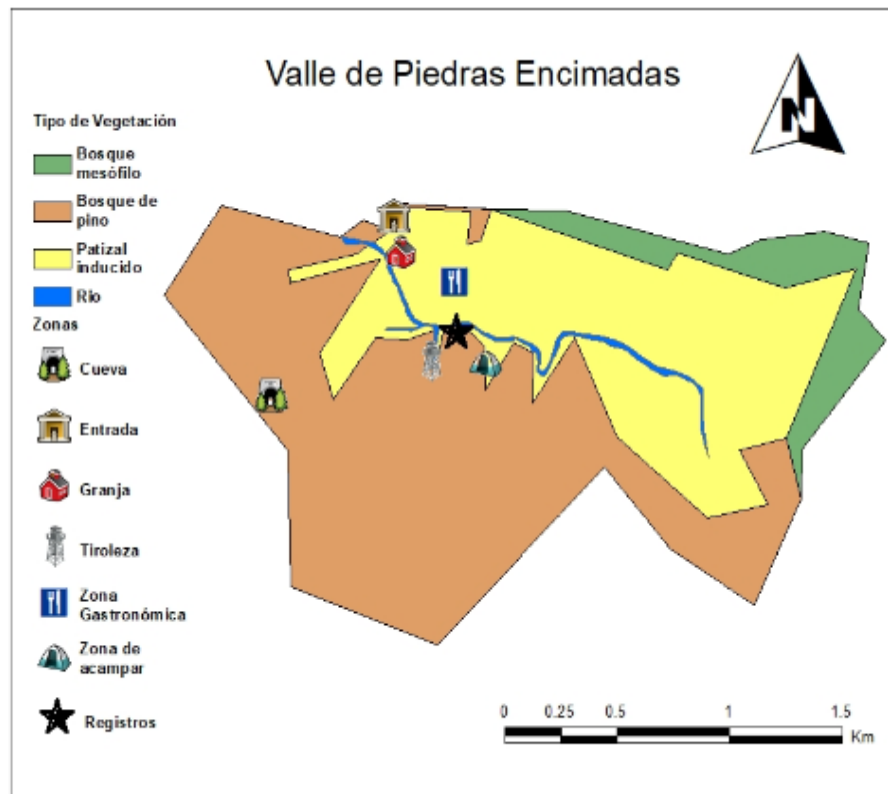 Valle de Piedras Encimadas
N
Tipo de Vegetación
Bosque
mesófilo
Bosque de
pino
Patizal
inducido
Río
Zonas
Cueva
Entrada
Granja
Tiroleza
Zona
Gastronómica
Zona de
acampar
Registros
0 0.25 0.5 1 1.5
Km